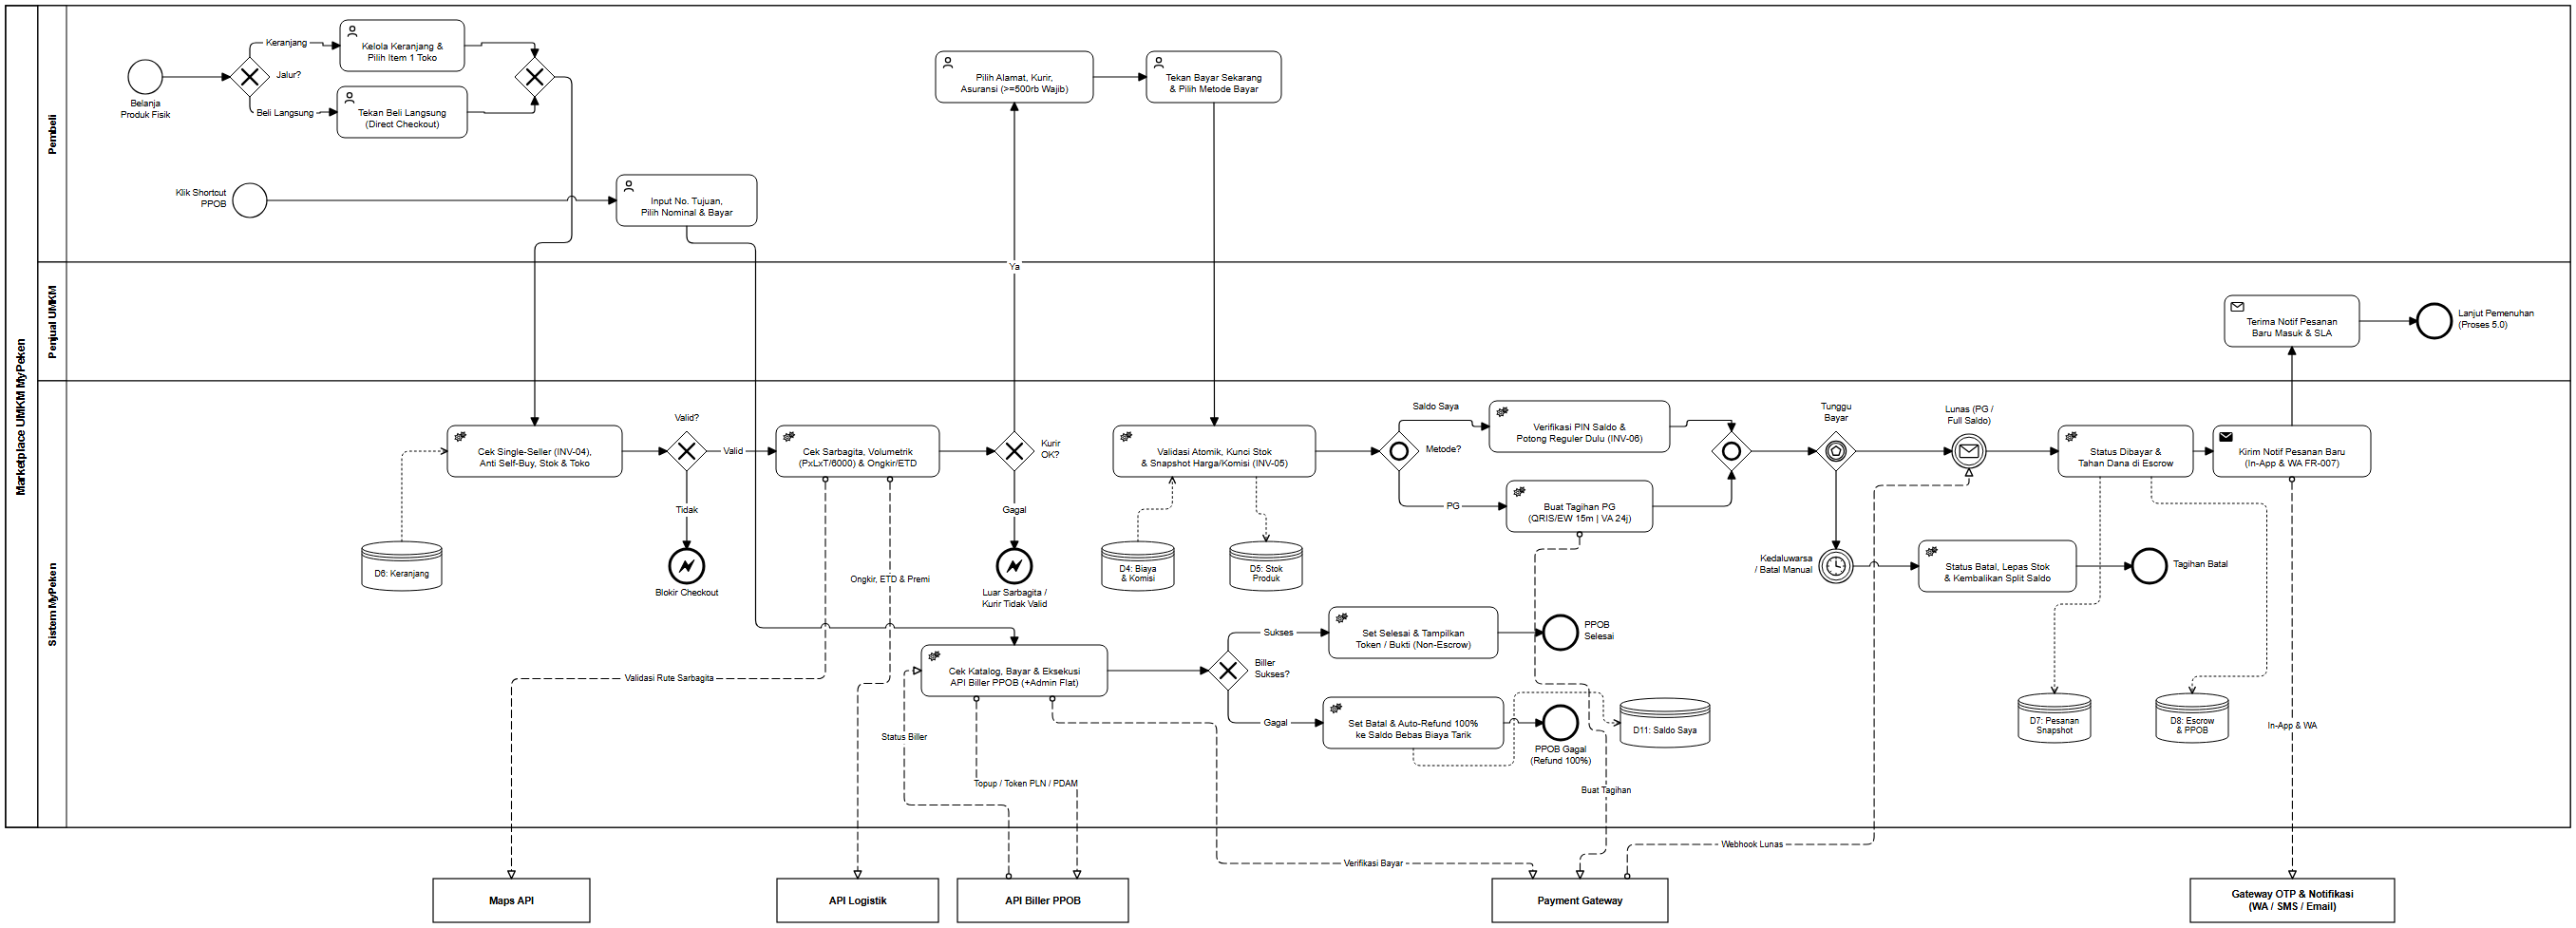 Marketplace UMKM MyPeken
Pembeli
Belanja
Produk Fisik
Jalur?
Keranjang
Beli Langsung
Kelola Keranjang &
Pilih Item 1 Toko
Tekan Beli Langsung
(Direct Checkout)
Klik Shortcut
PPOB
Input No. Tujuan,
Pilih Nominal & Bayar
Pilih Alamat, Kurir,
Asuransi (>=500rb Wajib)
Tekan Bayar Sekarang
& Pilih Metode Bayar
Ya
Penjual UMKM
Terima Notif Pesanan
Baru Masuk & SLA
Lanjut Pemenuhan
(Proses 5.0)
Sistem MyPeken
Cek Single-Seller (INV-04),
Anti Self-Buy, Stok & Toko
D6: Keranjang
Valid?
Valid
Tidak
Blokir Checkout
Cek Sarbagita, Volumetrik
(PxLxT/6000) & Ongkir/ETD
Kurir
OK?
Gagal
Luar Sarbagita /
Kurir Tidak Valid
Ongkir, ETD & Premi
Validasi Rute Sarbagita
Validasi Atomik, Kunci Stok
& Snapshot Harga/Komisi (INV-05)
D4: Biaya
& Komisi
D5: Stok
Produk
Metode?
Saldo Saya
PG
Verifikasi PIN Saldo &
Potong Reguler Dulu (INV-06)
Buat Tagihan PG
(QRIS/EW 15m | VA 24j)
Tunggu
Bayar
Lunas (PG /
Full Saldo)
Kedaluwarsa
/ Batal Manual
Status Batal, Lepas Stok
& Kembalikan Split Saldo
Tagihan Batal
Status Dibayar &
Tahan Dana di Escrow
Kirim Notif Pesanan Baru
(In-App & WA FR-007)
Cek Katalog, Bayar & Eksekusi
API Biller PPOB (+Admin Flat)
Biller
Sukses?
Sukses
Gagal
Set Selesai & Tampilkan
Token / Bukti (Non-Escrow)
PPOB
Selesai
Set Batal & Auto-Refund 100%
ke Saldo Bebas Biaya Tarik
PPOB Gagal
(Refund 100%)
D11: Saldo Saya
D7: Pesanan
Snapshot
D8: Escrow
& PPOB
In-App & WA
Status Biller
Topup / Token PLN / PDAM
Buat Tagihan
Webhook Lunas
Verifikasi Bayar
Maps API
API Logistik
API Biller PPOB
Payment Gateway
Gateway OTP & Notifikasi
(WA / SMS / Email)